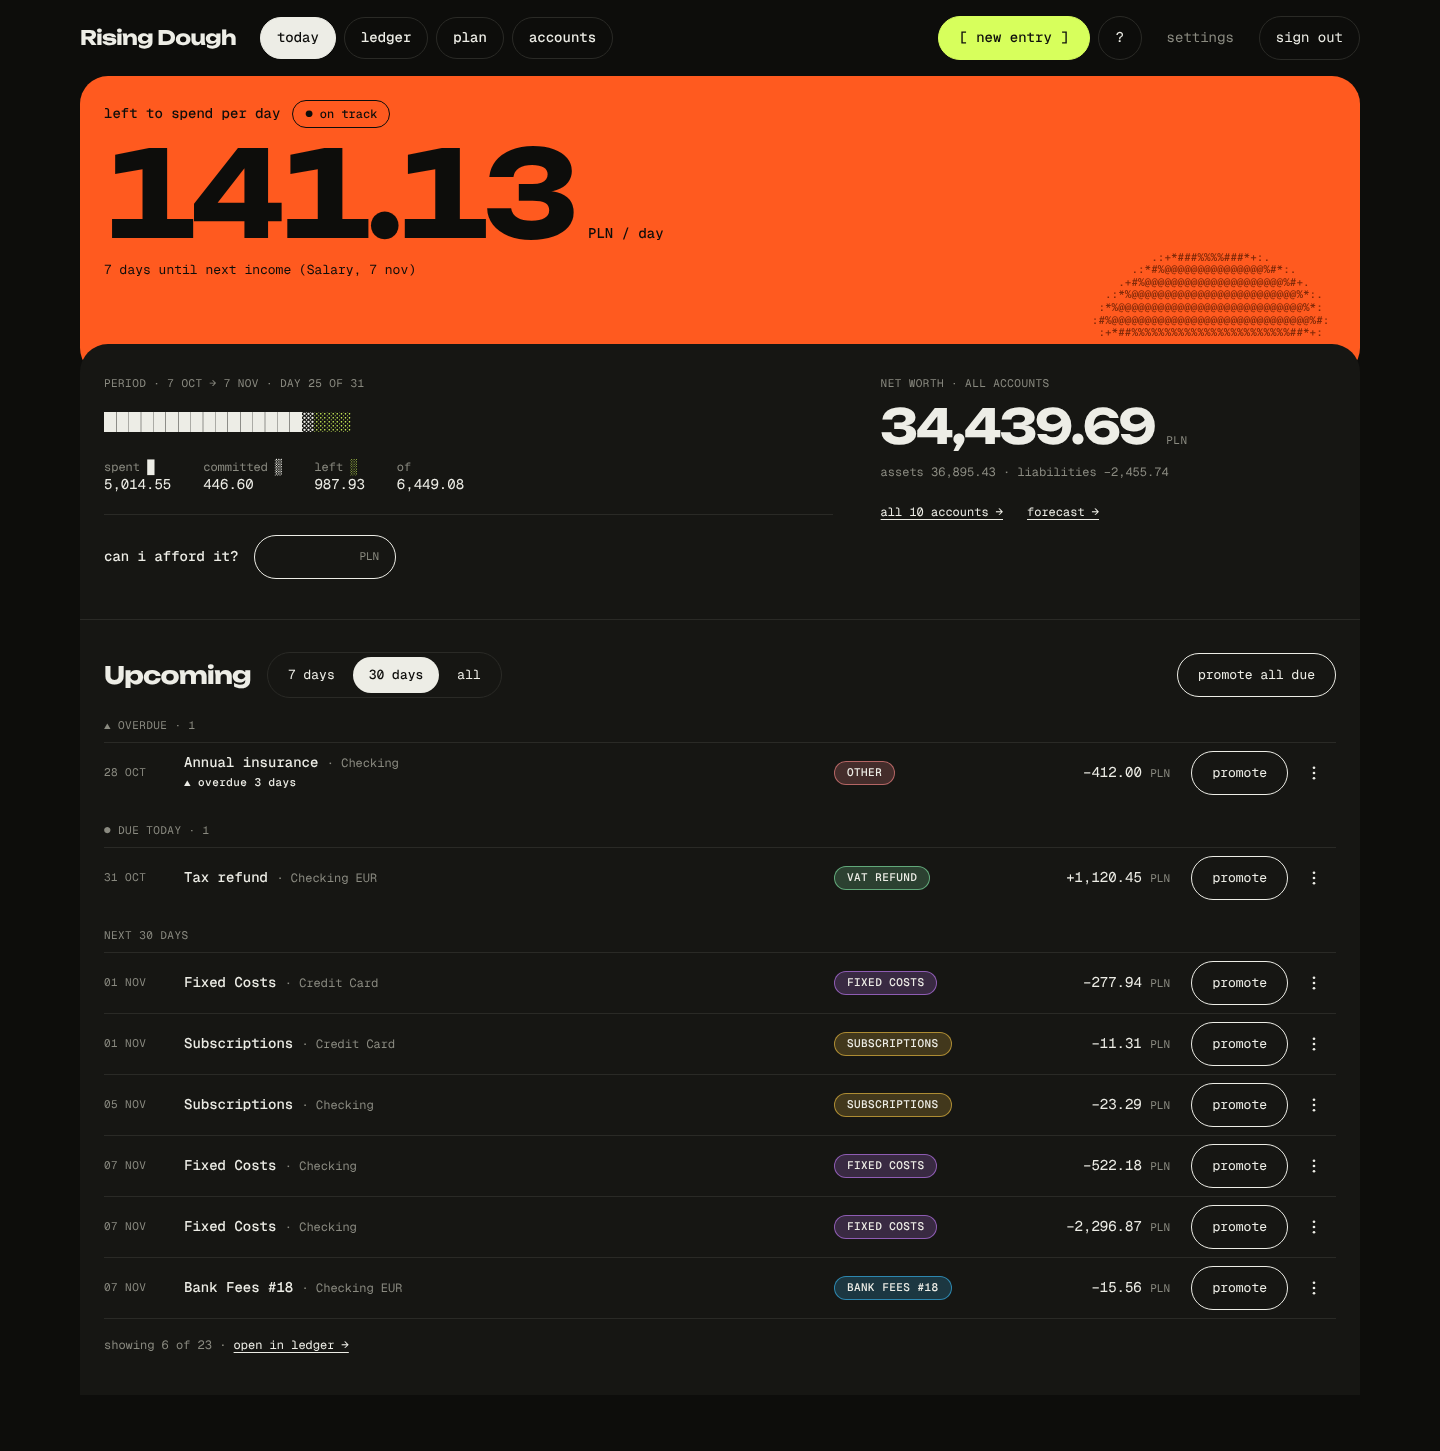 Rising Dough
today
ledger
plan
accounts
[ new entry ]
?
settings
sign out
left to spend per day
● on track
141.13 PLN / day
7 days until next income (Salary, 7 nov)
PERIOD · 7 OCT → 7 NOV · DAY 25 OF 31
spent █ committed ▒ left ░ of
5,014.55 446.60 987.93 6,449.08
can i afford it? PLN
NET WORTH · ALL ACCOUNTS
34,439.69 PLN
assets 36,895.43 · liabilities −2,455.74
all 10 accounts → forecast →
Upcoming
7 days
30 days
all
promote all due
▲ OVERDUE · 1
28 OCT Annual insurance · Checking OTHER −412.00 PLN promote
▲ overdue 3 days
● DUE TODAY · 1
31 OCT Tax refund · Checking EUR VAT REFUND +1,120.45 PLN promote
NEXT 30 DAYS
01 NOV Fixed Costs · Credit Card FIXED COSTS −277.94 PLN promote
01 NOV Subscriptions · Credit Card SUBSCRIPTIONS −11.31 PLN promote
05 NOV Subscriptions · Checking SUBSCRIPTIONS −23.29 PLN promote
07 NOV Fixed Costs · Checking FIXED COSTS −522.18 PLN promote
07 NOV Fixed Costs · Checking FIXED COSTS −2,296.87 PLN promote
07 NOV Bank Fees #18 · Checking EUR BANK FEES #18 −15.56 PLN promote
showing 6 of 23 · open in ledger →